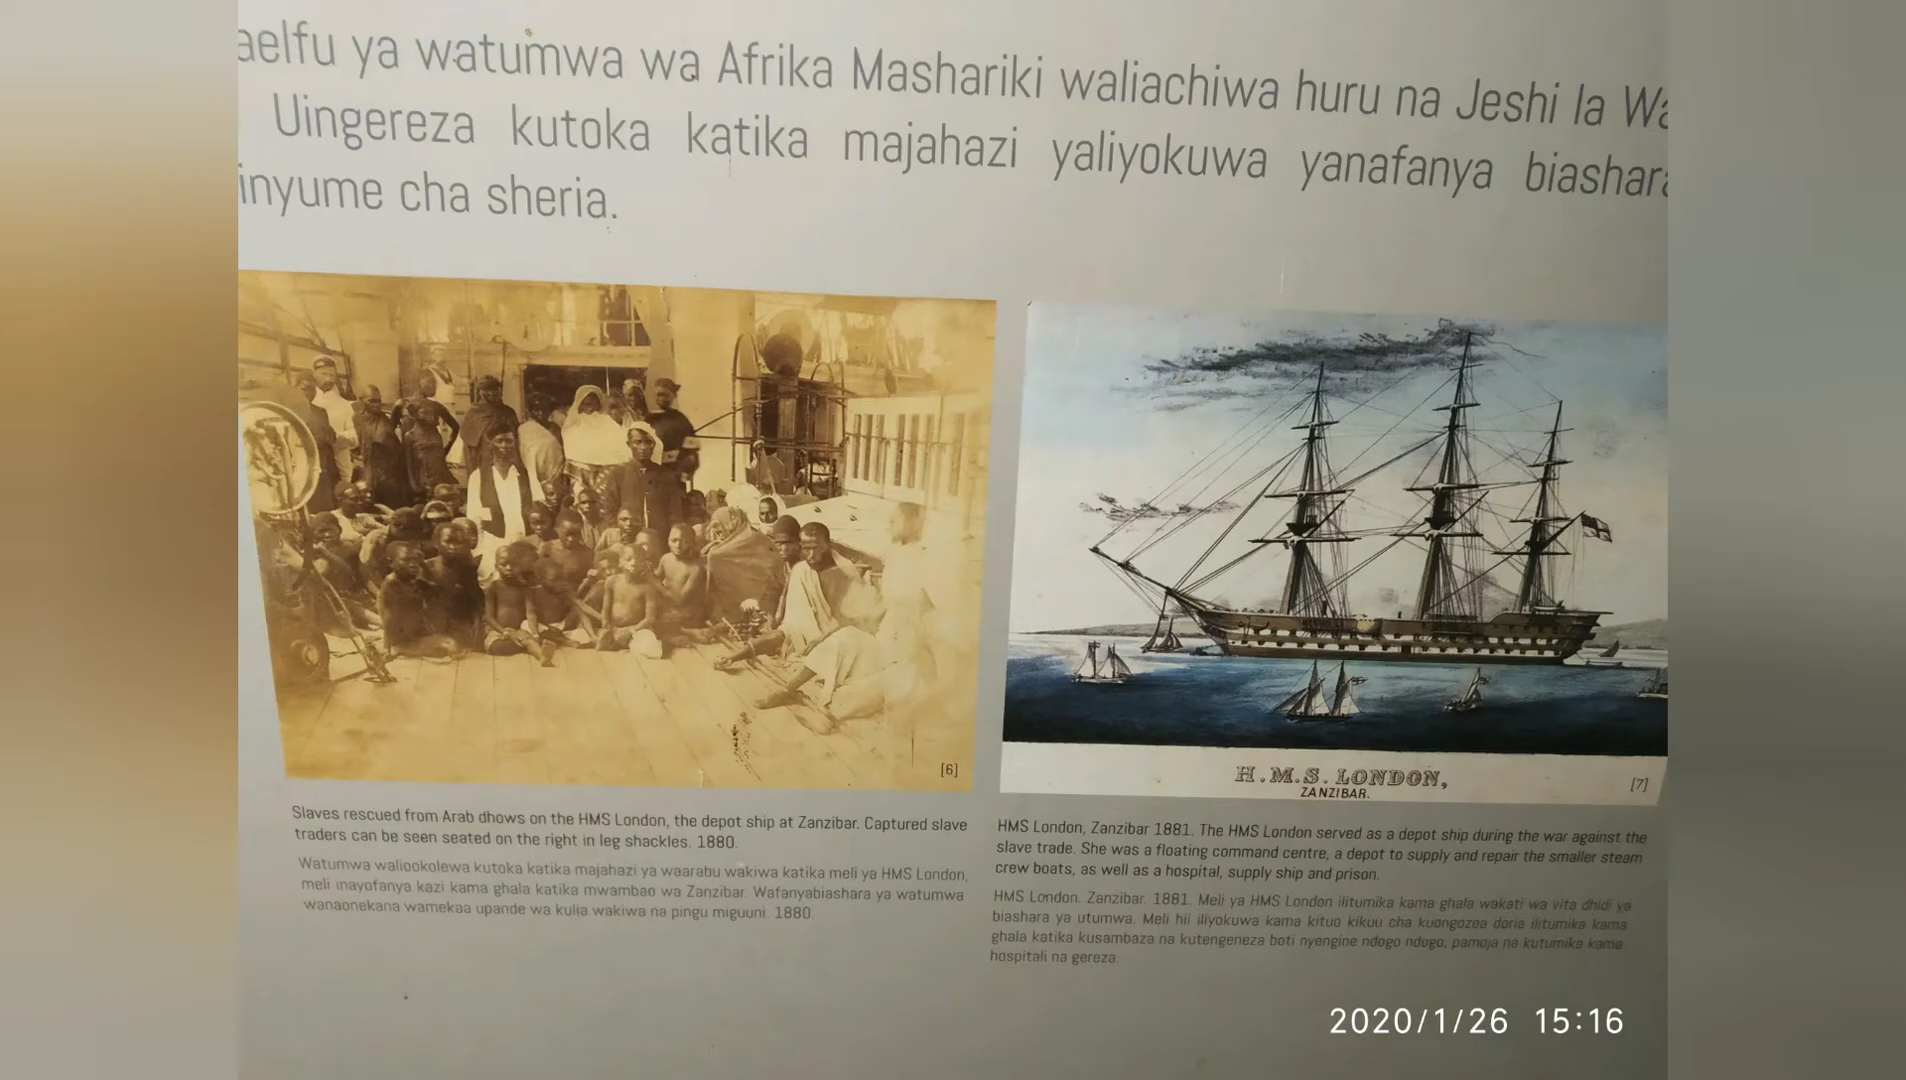 aelfu ya watumwa wa Afrika Mashariki waliachiwa huru na Jeshi la Wa
Uingereza kutoka katika majahazi yaliyokuwa yanafanya biashara
inyume cha sheria.
[6]
Slaves rescued from Arab dhows on the HMS London, the depot ship at Zanzibar. Captured slave
traders can be seen seated on the right in leg shackles. 1880.
Watumwa waliookolewa kutoka katika majahazi ya waarabu wakiwa katika meli ya HMS London,
meli inayofanya kazi kama ghala katika mwambao wa Zanzibar. Wafanyabiashara ya watumwa
wanaonekana wamekaa upande wa kulia wakiwa na pingu miguuni. 1880.
H.M.S. LONDON,
ZANZIBAR.
[7]
HMS London, Zanzibar 1881. The HMS London served as a depot ship during the war against the
slave trade. She was a floating command centre, a depot to supply and repair the smaller steam
crew boats, as well as a hospital, supply ship and prison.
HMS London. Zanzibar. 1881. Meli ya HMS London ilitumika kama ghala wakati wa vita dhidi ya
biashara ya utumwa. Meli hii iliyokuwa kama kituo kikuu cha kuongozea doria ilitumika kama
ghala katika kusambaza na kutengeneza boti nyengine ndogo ndogo, pamoja na kutumika kama
hospitali na gereza.
2020/1/26 15:16